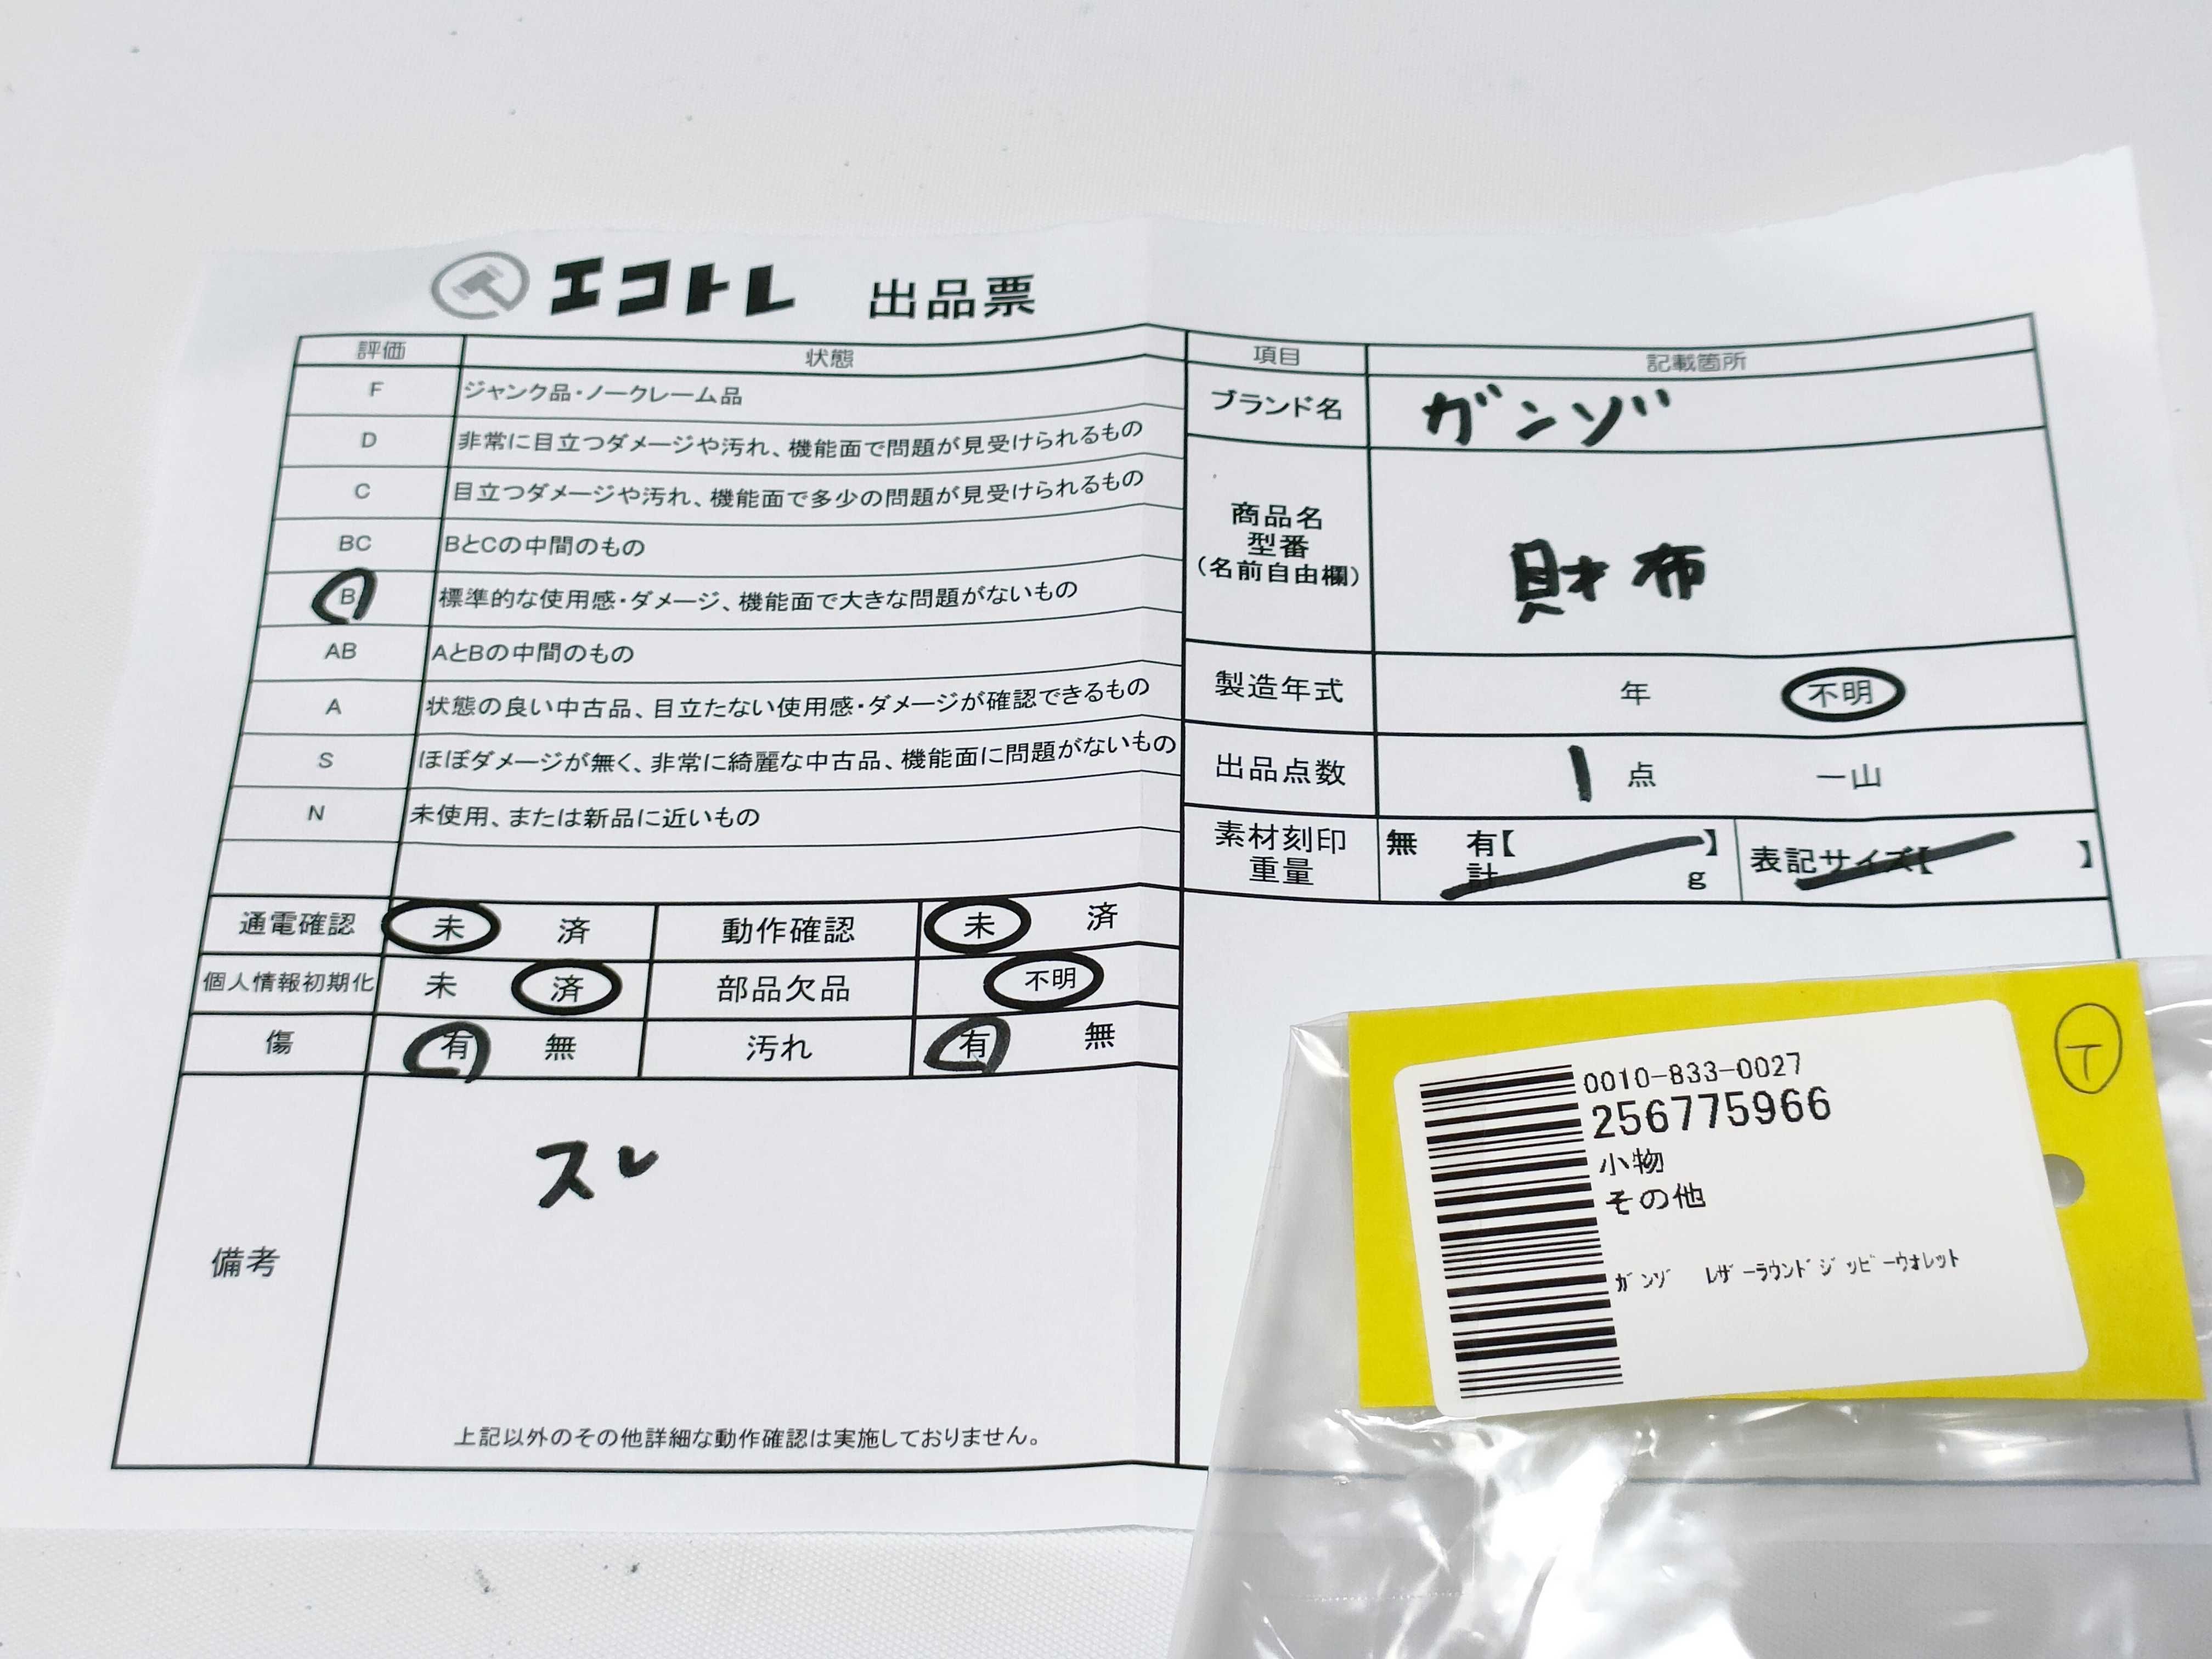 エコトレ 出品票
評価 状態
F ジャンク品・ノークレーム品
D 非常に目立つダメージや汚れ、機能面で問題が見受けられるもの
C 目立つダメージや汚れ、機能面で多少の問題が見受けられるもの
BC BとCの中間のもの
B 標準的な使用感・ダメージ、機能面で大きな問題がないもの
AB AとBの中間のもの
A 状態の良い中古品、目立たない使用感・ダメージが確認できるもの
S ほぼダメージが無く、非常に綺麗な中古品、機能面に問題がないもの
N 未使用、または新品に近いもの
通電確認 未 済 動作確認 未 済
個人情報初期化 未 済 部品欠品 不明
傷 有 無 汚れ 有 無
備考
スレ
上記以外のその他詳細な動作確認は実施しておりません。
項目 記載箇所
ブランド名 ガンゾ
商品名
型番
(名前自由欄)
財布
製造年式 年 不明
出品点数 1 点 一山
素材刻印
重量
無 有【 】
計 g
表記サイズ【 】
T
0010-833-0027
256775966
小物
その他
ｶﾞﾝｿﾞ ﾚｻﾞｰﾗｳﾝﾄﾞｼﾞｯﾋﾟｰｳｫﾚｯﾄ